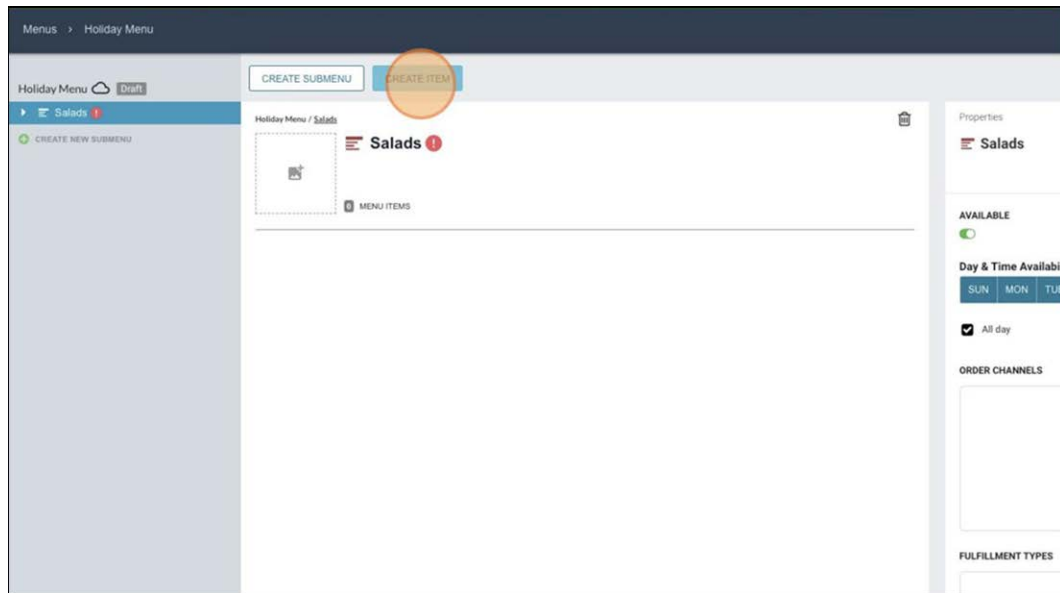 Menus > Holiday Menu
Holiday Menu Draft
Salads !
CREATE NEW SUBMENU
CREATE SUBMENU
CREATE ITEM
Holiday Menu / Salads
Salads !
0 MENU ITEMS
Properties
Salads
AVAILABLE
Day & Time Availabi
SUN MON TUE
All day
ORDER CHANNELS
FULFILLMENT TYPES